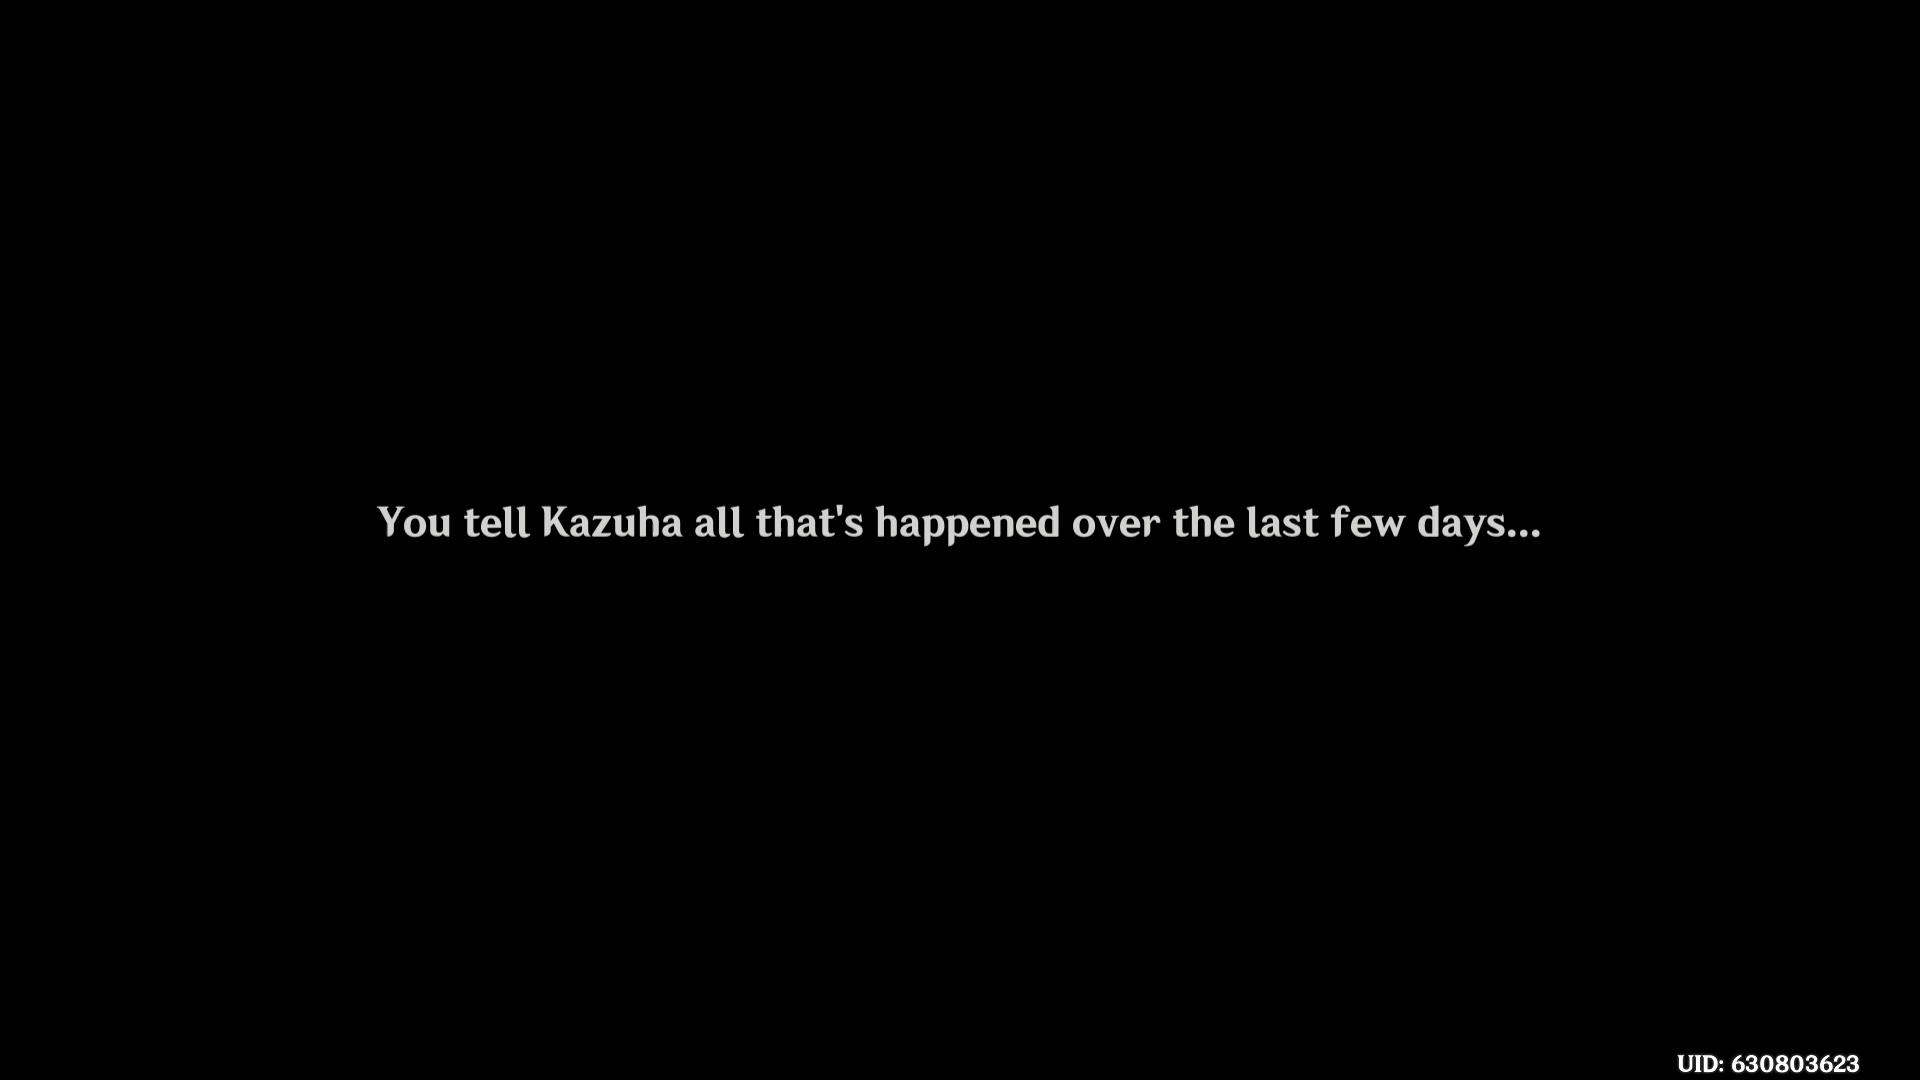 You tell Kazuha all that's happened over the last few days...
UID: 630803623